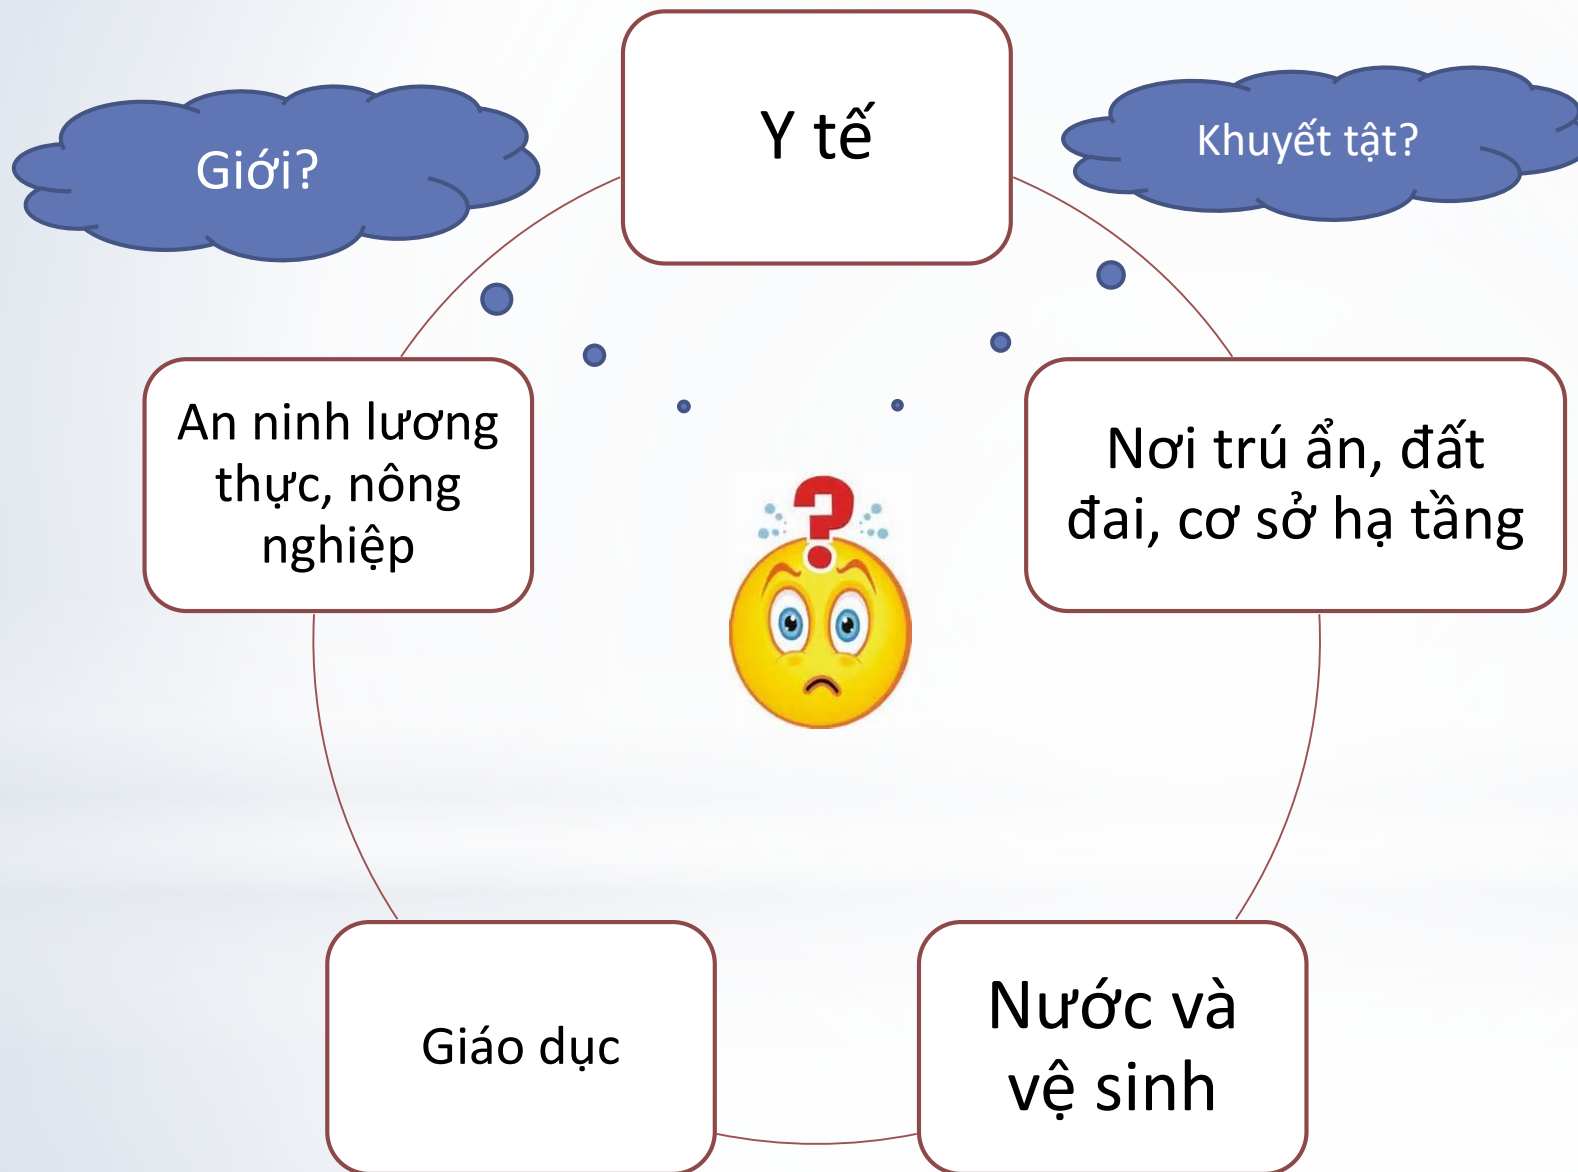 Y tế
Giới?
Khuyết tật?
An ninh lương
thực, nông
nghiệp
Nơi trú ẩn, đất
đai, cơ sở hạ tầng
?
Giáo dục
Nước và
vệ sinh